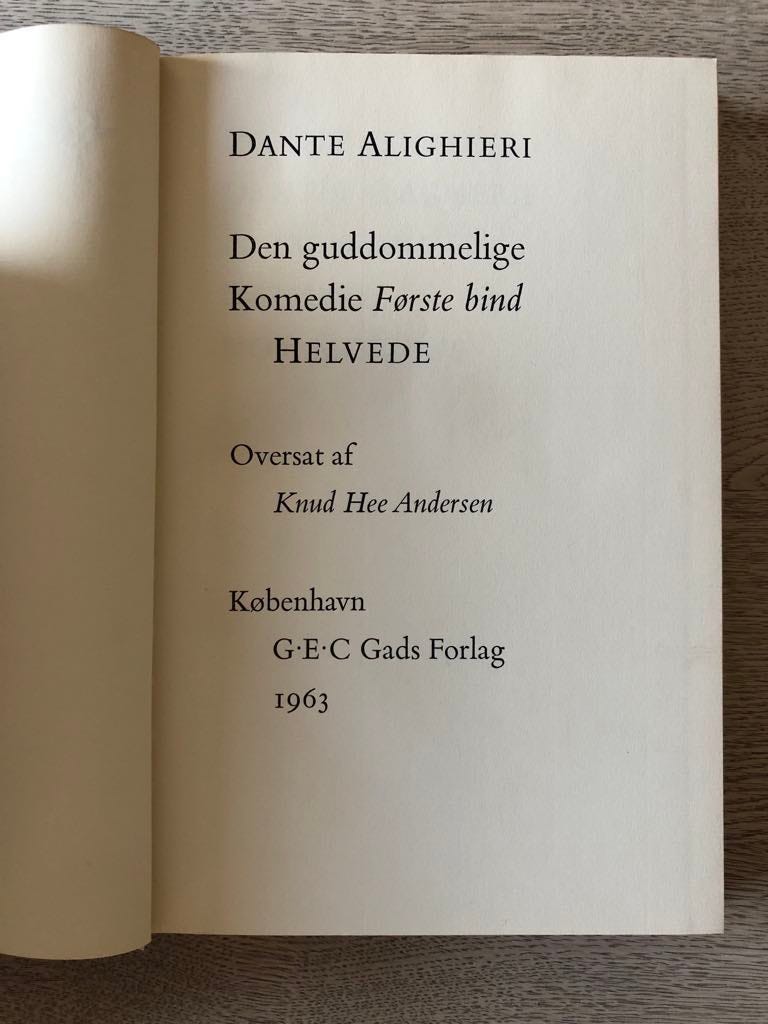 DANTE ALIGHIERI
Den guddommelige
Komedie Første bind
HELVEDE
Oversat af
Knud Hee Andersen
København
G·E·C Gads Forlag
1963